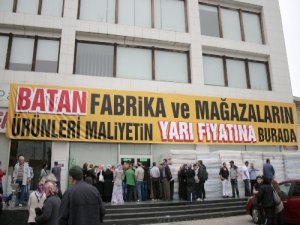 BATAN FABRİKA ve MAĞAZALARIN
ÜRÜNLERİ MALİYETİN YARI FİYATINA BURADA